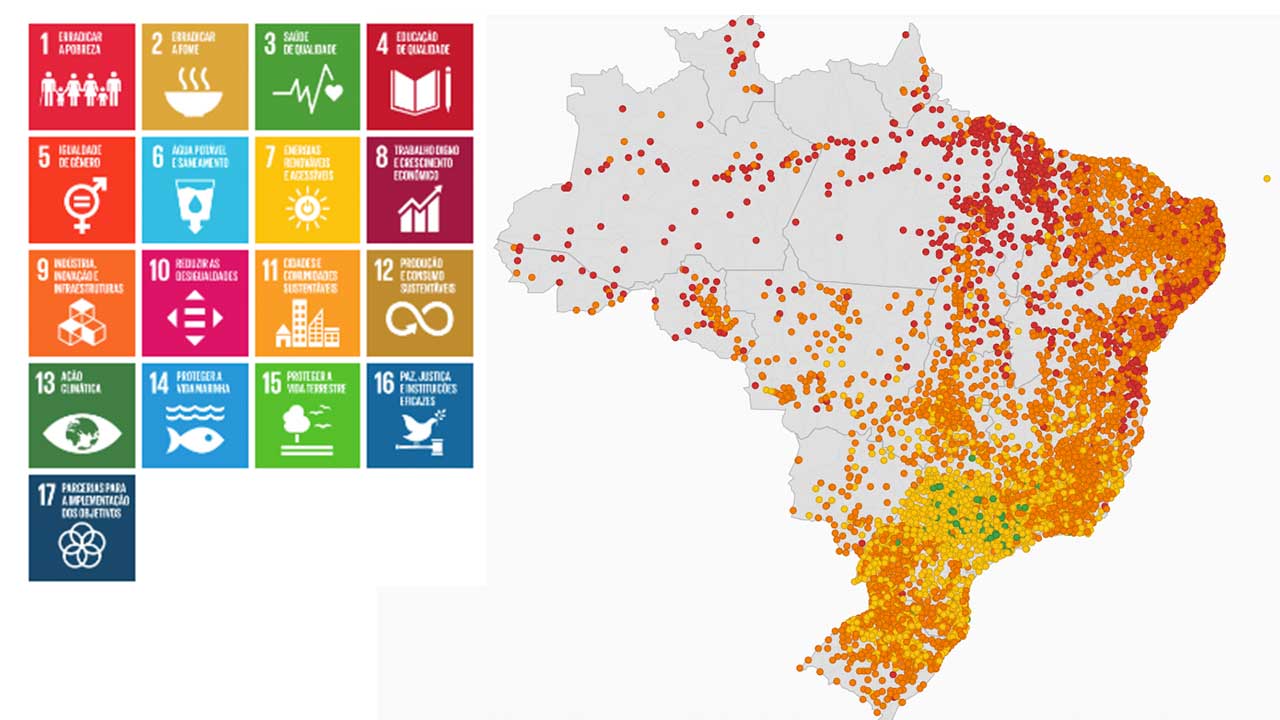 1 ERRADICAR
A POBREZA
2 ERRADICAR
A FOME
3 SAÚDE
DE QUALIDADE
4 EDUCAÇÃO
DE QUALIDADE
5 IGUALDADE
DE GÉNERO
6 ÁGUA POTÁVEL
E SANEAMENTO
7 ENERGIAS
RENOVÁVEIS
E ACESSÍVEIS
8 TRABALHO DIGNO
E CRESCIMENTO
ECONÓMICO
9 INDÚSTRIA,
INOVAÇÃO E
INFRAESTRUTURAS
10 REDUZIR AS
DESIGUALDADES
11 CIDADES E
COMUNIDADES
SUSTENTÁVEIS
12 PRODUÇÃO
E CONSUMO
SUSTENTÁVEIS
13 AÇÃO
CLIMÁTICA
14 PROTEGER A
VIDA MARINHA
15 PROTEGER A
VIDA TERRESTRE
16 PAZ, JUSTIÇA
E INSTITUIÇÕES
EFICAZES
17 PARCERIAS PARA
A IMPLEMENTAÇÃO
DOS OBJETIVOS